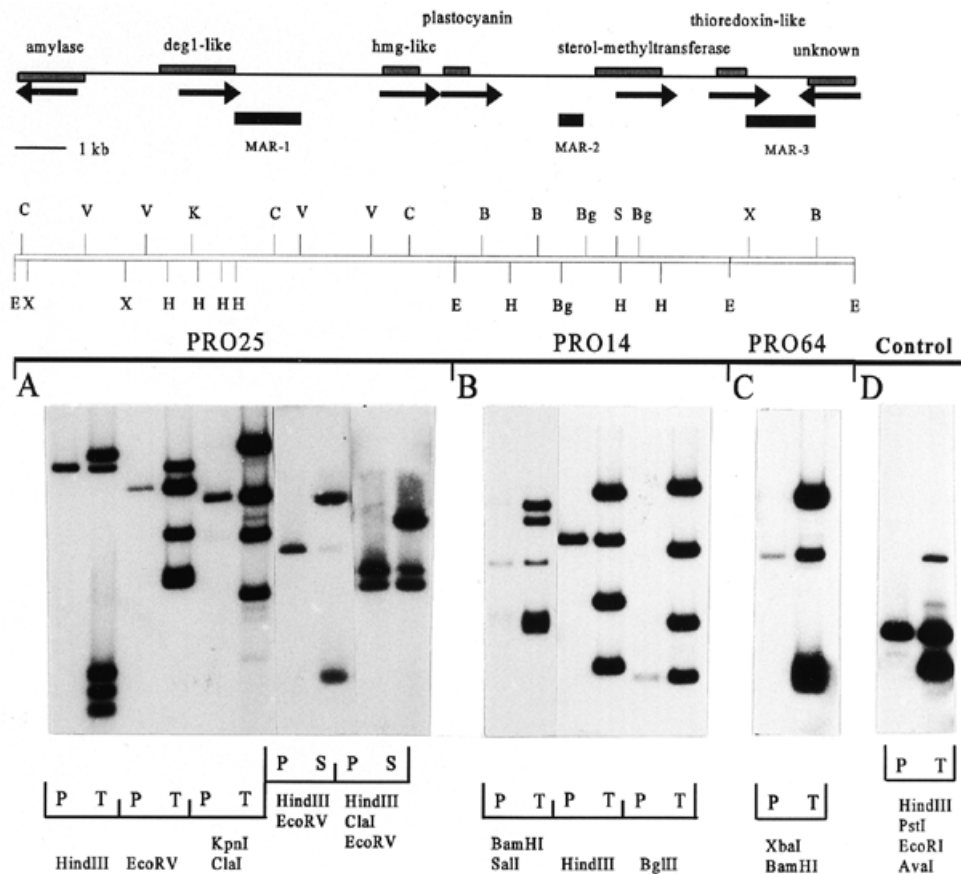 plastocyanin thioredoxin-like
amylase deg1-like hmg-like sterol-methyltransferase unknown
1 kb MAR-1 MAR-2 MAR-3
C V V K C V V C B B Bg S Bg X B
E X X H H H H E H Bg H H E E
PRO25 PRO14 PRO64 Control
A B C D
P S P S P T
P T P T P T P T P T P T P T
HindIII EcoRV HindIII ClaI EcoRV
HindIII EcoRV KpnI ClaI
BamHI SalI HindIII BglII
XbaI BamHI
HindIII PstI EcoRI AvaI